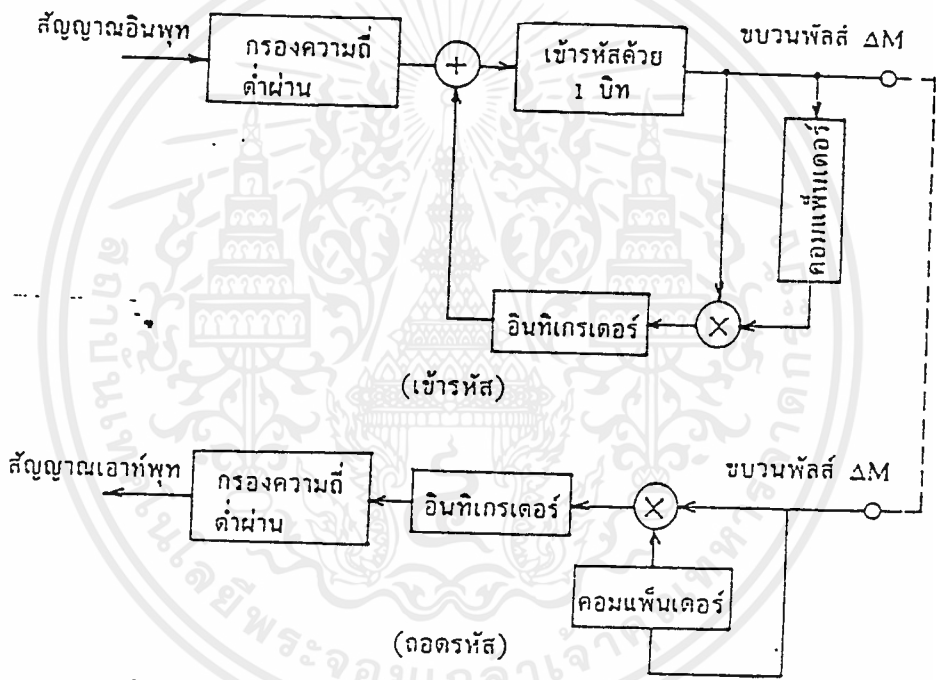 สัญญาณอินพุท
กรองความถี่
ต่ำผ่าน
+
เข้ารหัสด้วย
1 บิท
ขบวนพัลส์ ΔM
คอมแพ็นเดอร์
อินทิเกรเตอร์
×
(เข้ารหัส)
สัญญาณเอาท์พุท
กรองความถี่
ต่ำผ่าน
อินทิเกรเตอร์
×
ขบวนพัลส์ ΔM
คอมแพ็นเดอร์
(ถอดรหัส)